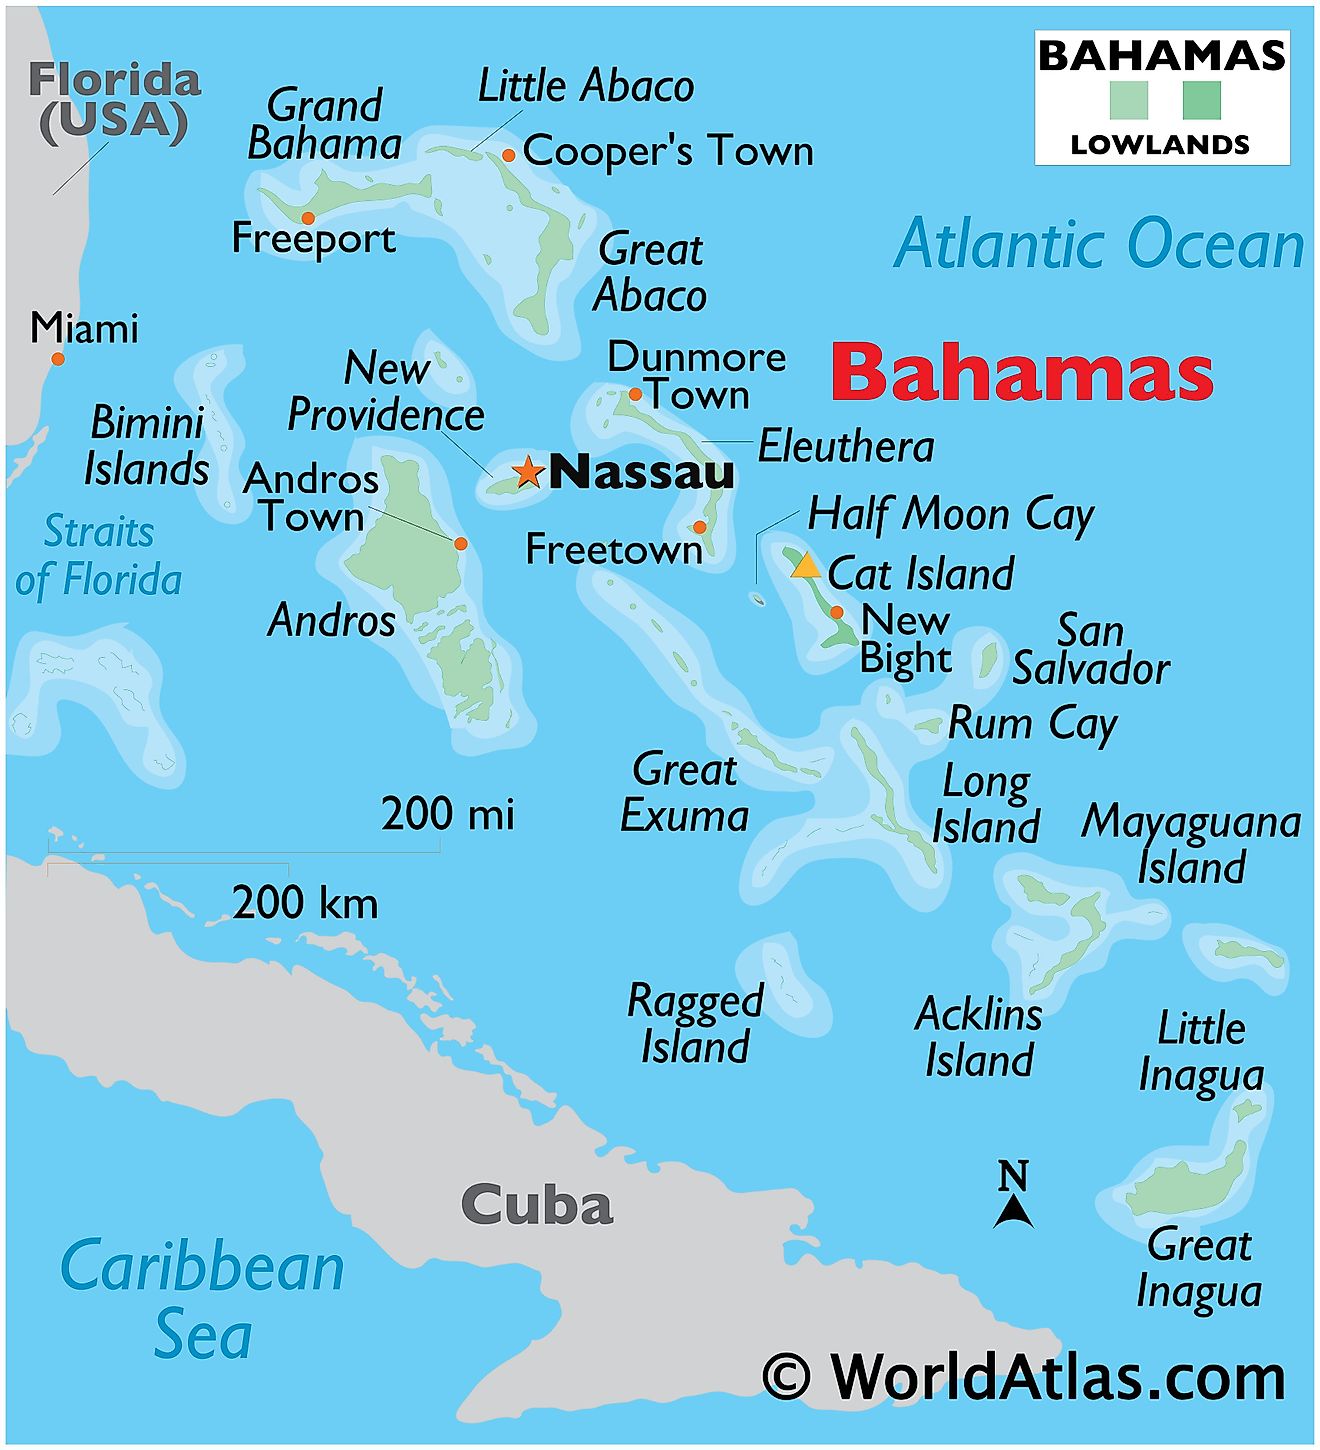 Florida
(USA)
Grand
Bahama
Little Abaco
Cooper's Town
BAHAMAS
LOWLANDS
Freeport
Great
Abaco
Atlantic Ocean
Miami
New
Providence
Dunmore
Town
Bahamas
Bimini
Islands
Andros
Town
Nassau
Eleuthera
Straits
of Florida
Freetown
Half Moon Cay
Cat Island
Andros
New
Bight
San
Salvador
Rum Cay
Great
Exuma
Long
Island
Mayaguana
Island
200 mi
200 km
Ragged
Island
Acklins
Island
Little
Inagua
N
Cuba
Great
Inagua
Caribbean
Sea
© WorldAtlas.com